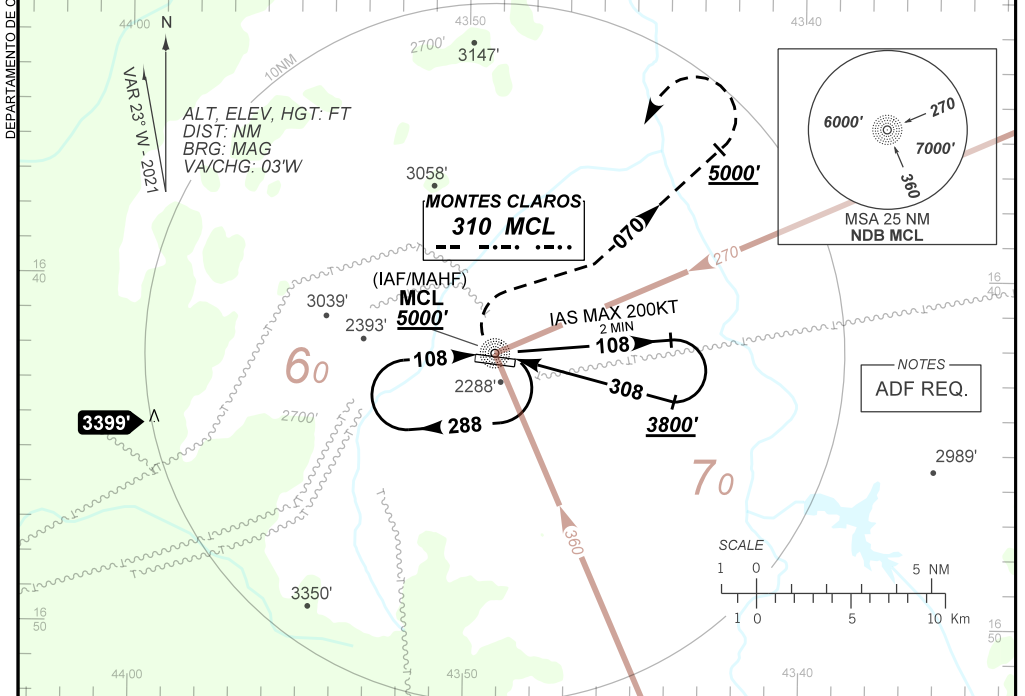 DEPARTAMENTO DE
44 00
43 50
43 40
N
VAR 23° W - 2021
ALT, ELEV, HGT: FT
DIST: NM
BRG: MAG
VA/CHG: 03'W
10NM
2700'
3147'
3058'
MONTES CLAROS
310 MCL
5000'
070
6000'
270
7000'
360
MSA 25 NM
NDB MCL
270
16
40
16
40
(IAF/MAHF)
MCL
5000'
3039'
2393'
IAS MAX 200KT
2 MIN
108
108
308
3800'
60
2288'
288
2700'
3399'
NOTES
ADF REQ.
70
2989'
360
SCALE
1 0 5 NM
1 0 5 10 Km
3350'
16
50
16
50
44 00
43 50
43 40